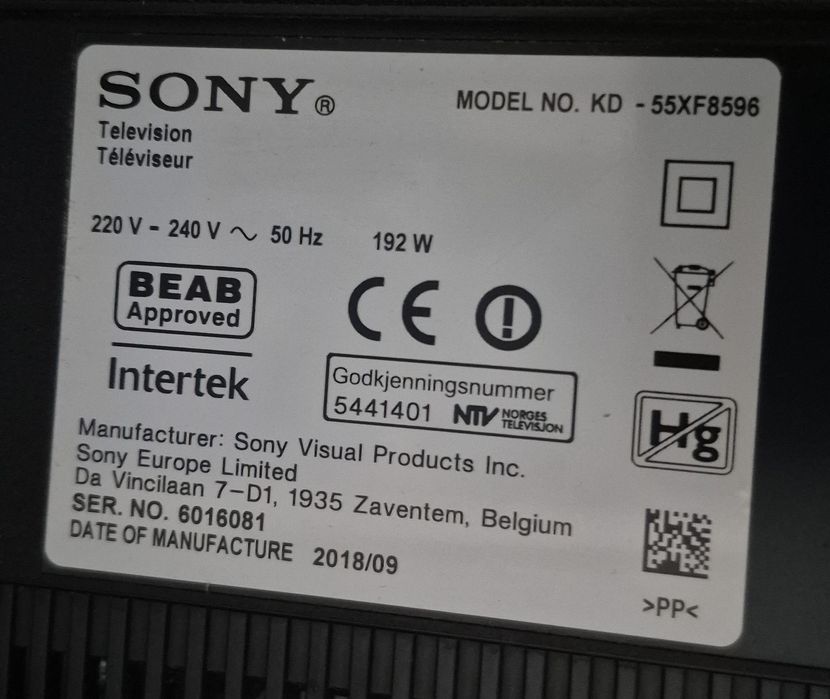 SONY®
MODEL NO. KD - 55XF8596
Television
Téléviseur
220 V - 240 V ~ 50 Hz 192 W
BEAB
Approved
CE
Intertek
Godkjenningsnummer
5441401 NTV NORGES
TELEVISJON
Hg
Manufacturer: Sony Visual Products Inc.
Sony Europe Limited
Da Vincilaan 7-D1, 1935 Zaventem, Belgium
SER. NO. 6016081
DATE OF MANUFACTURE 2018/09
>PP<